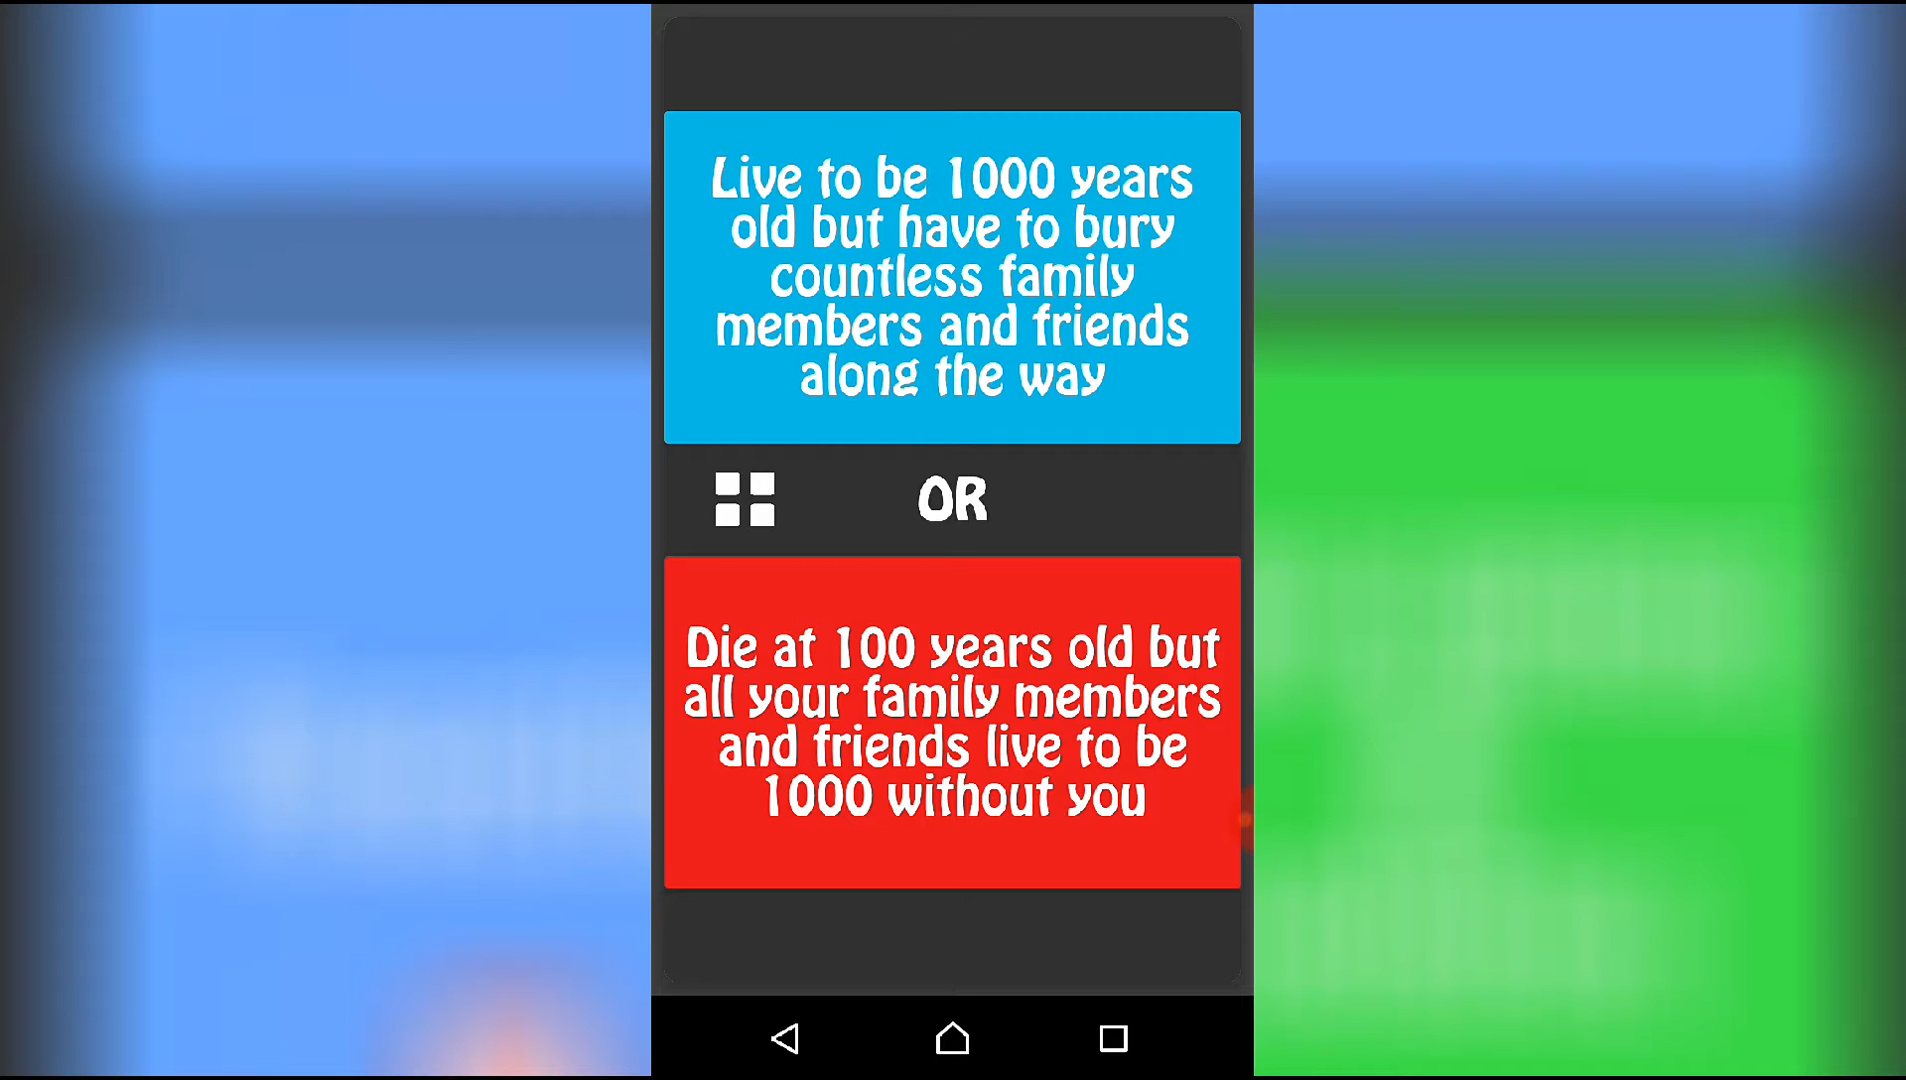 Live to be 1000 years
old but have to bury
countless family
members and friends
along the way
OR
Die at 100 years old but
all your family members
and friends live to be
1000 without you